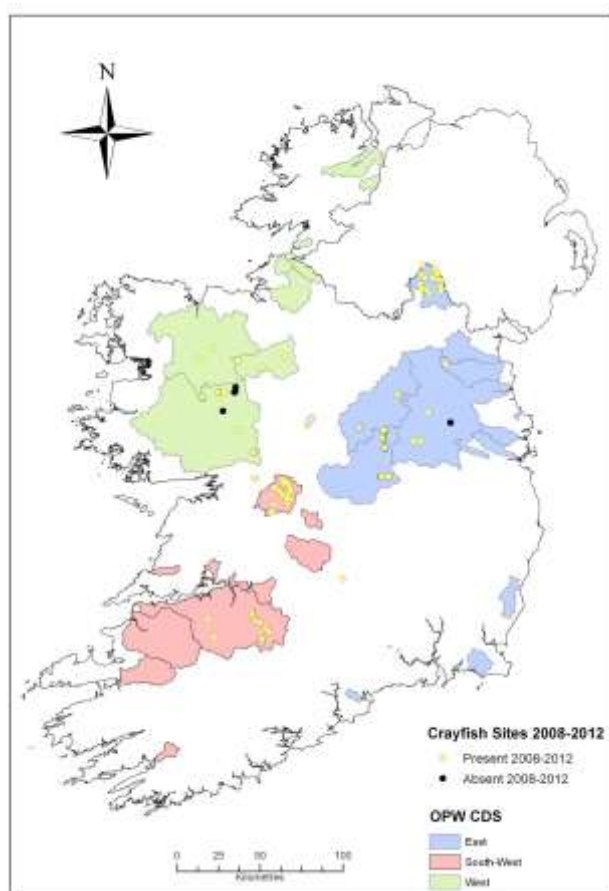 N
Crayfish Sites 2008-2012
Present 2008-2012
Absent 2008-2012
OPW CDS
East
South-West
West
0 25 50 100
Kilometres